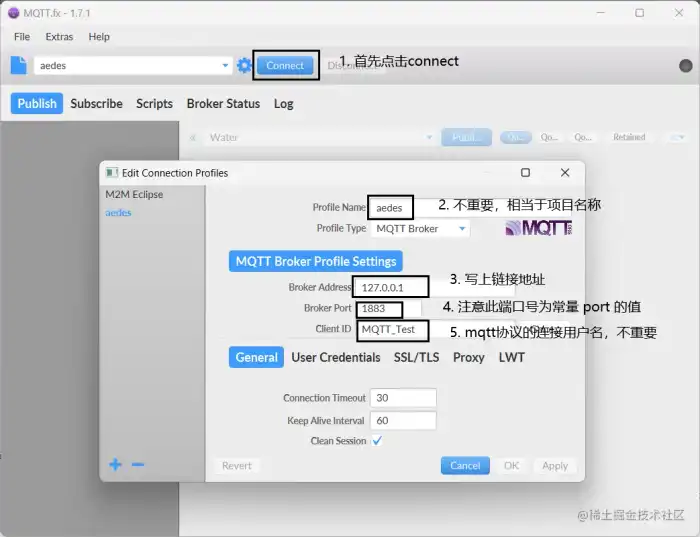 MQTT.fx - 1.7.1
File Extras Help
aedes Connect 1. 首先点击connect
Publish Subscribe Scripts Broker Status Log
Water Qo... Qo... Qo... Retained
Edit Connection Profiles
M2M Eclipse
aedes
Profile Name aedes 2. 不重要，相当于项目名称
Profile Type MQTT Broker MQTT
MQTT Broker Profile Settings
Broker Address 127.0.0.1 3. 写上链接地址
Broker Port 1883 4. 注意此端口号为常量 port 的值
Client ID MQTT_Test 5. mqtt协议的连接用户名，不重要
General User Credentials SSL/TLS Proxy LWT
Connection Timeout 30
Keep Alive Interval 60
Clean Session
Revert Cancel OK Apply
@稀土掘金技术社区